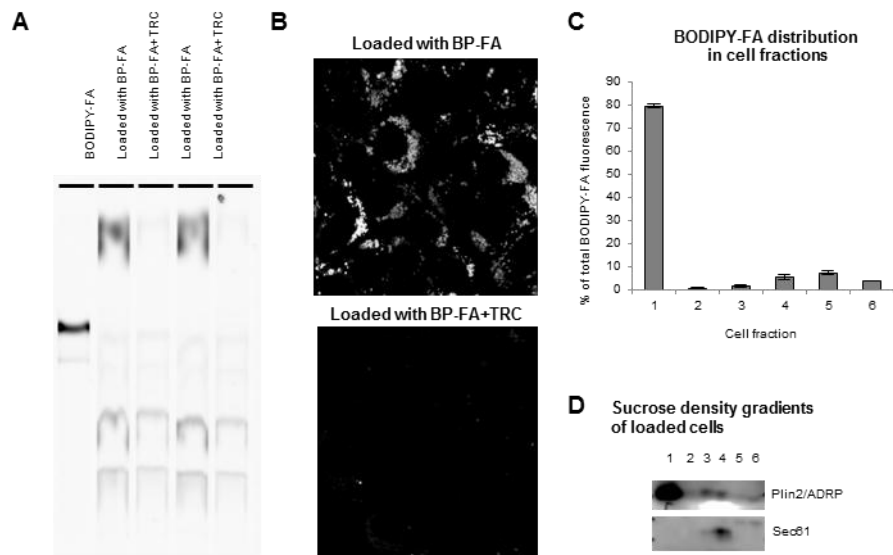 A
BODIPY-FA
Loaded with BP-FA
Loaded with BP-FA+TRC
Loaded with BP-FA
Loaded with BP-FA+TRC
B
Loaded with BP-FA
Loaded with BP-FA+TRC
C
BODIPY-FA distribution
in cell fractions
% of total BODIPY-FA fluorescence
90
80
70
60
50
40
30
20
10
0
1 2 3 4 5 6
Cell fraction
D
Sucrose density gradients
of loaded cells
1 2 3 4 5 6
Plin2/ADRP
Sec61